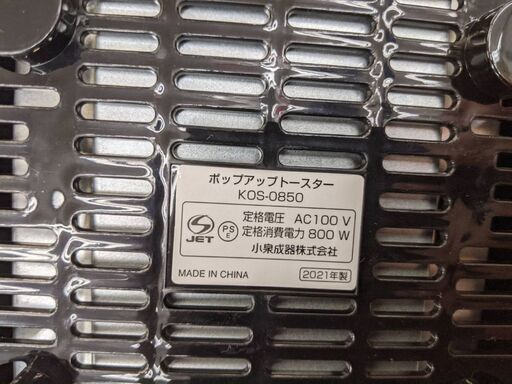 ポップアップトースター
KOS-0850
JET
PS
E
定格電圧 AC100 V
定格消費電力 800 W
小泉成器株式会社
MADE IN CHINA
2021年製